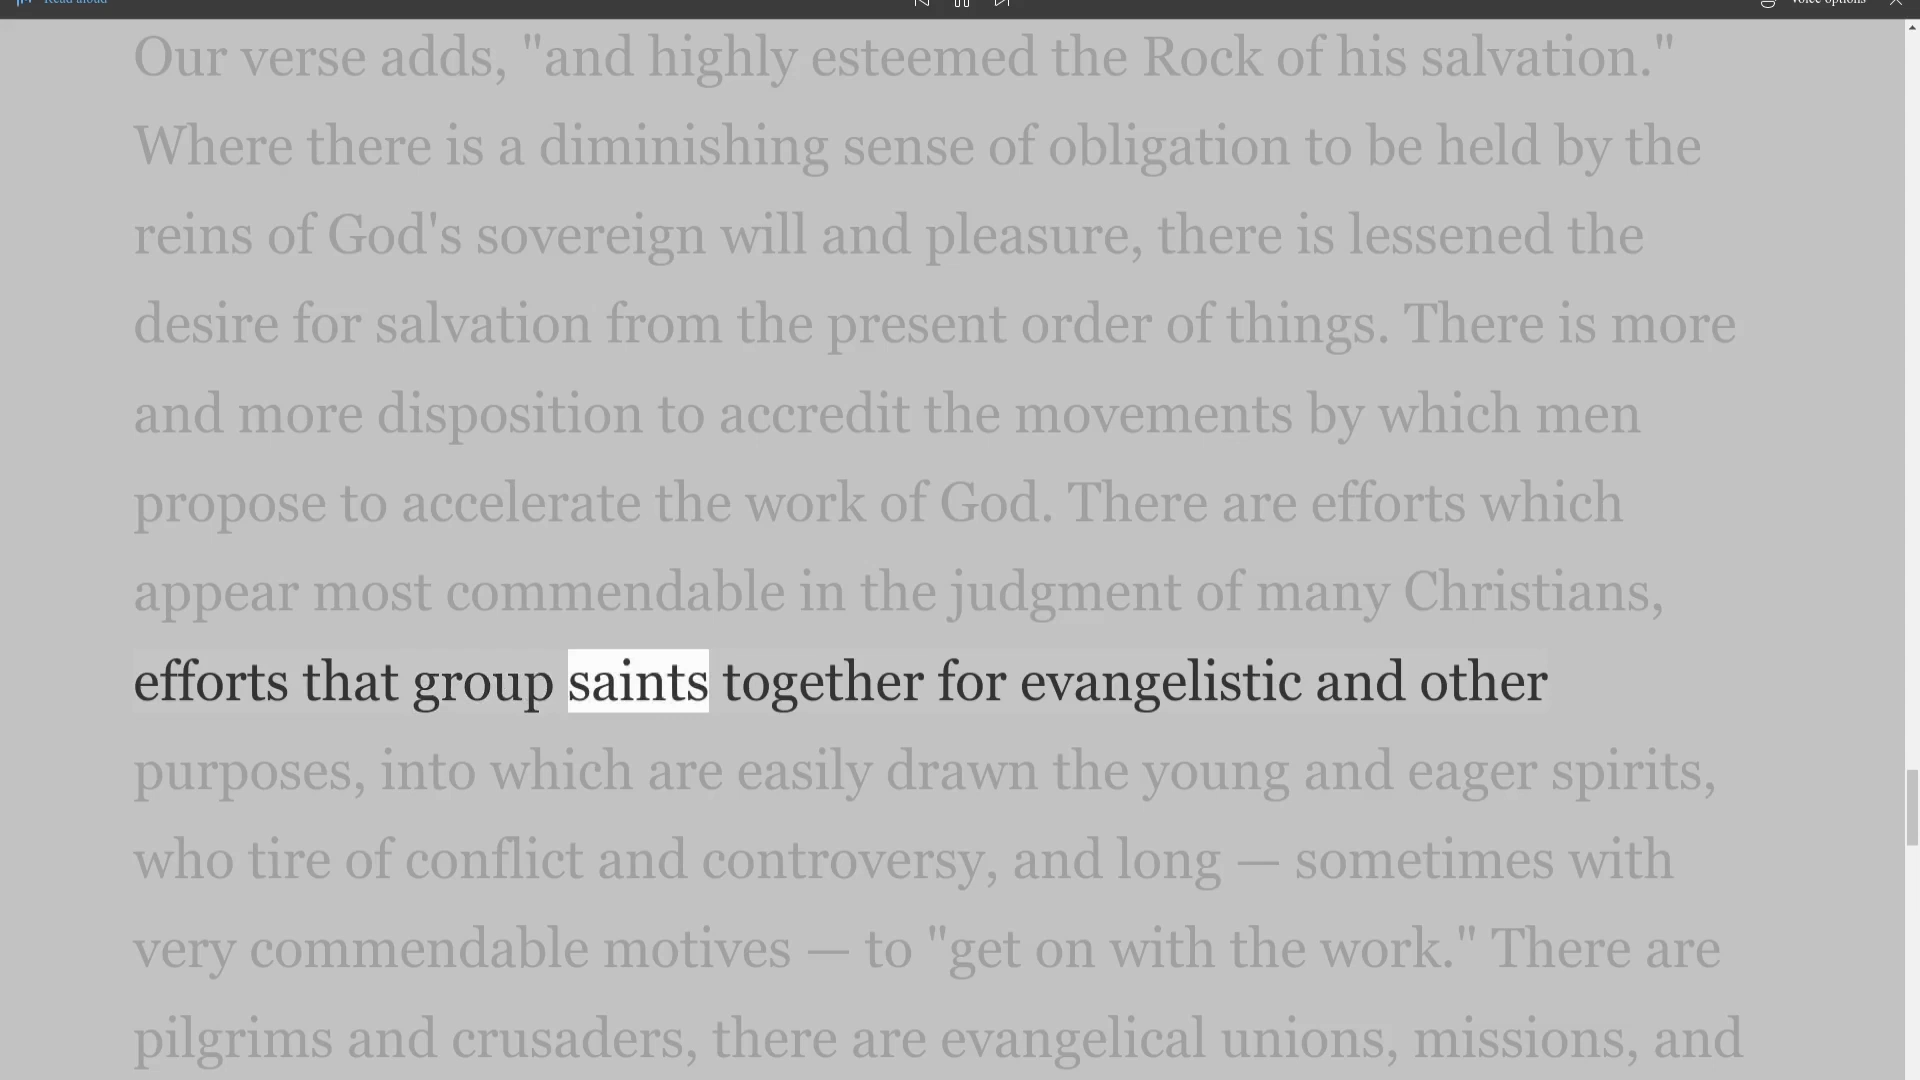 Read aloud
Voice options
Our verse adds, "and highly esteemed the Rock of his salvation."
Where there is a diminishing sense of obligation to be held by the
reins of God's sovereign will and pleasure, there is lessened the
desire for salvation from the present order of things. There is more
and more disposition to accredit the movements by which men
propose to accelerate the work of God. There are efforts which
appear most commendable in the judgment of many Christians,
efforts that group saints together for evangelistic and other
purposes, into which are easily drawn the young and eager spirits,
who tire of conflict and controversy, and long — sometimes with
very commendable motives — to "get on with the work." There are
pilgrims and crusaders, there are evangelical unions, missions, and